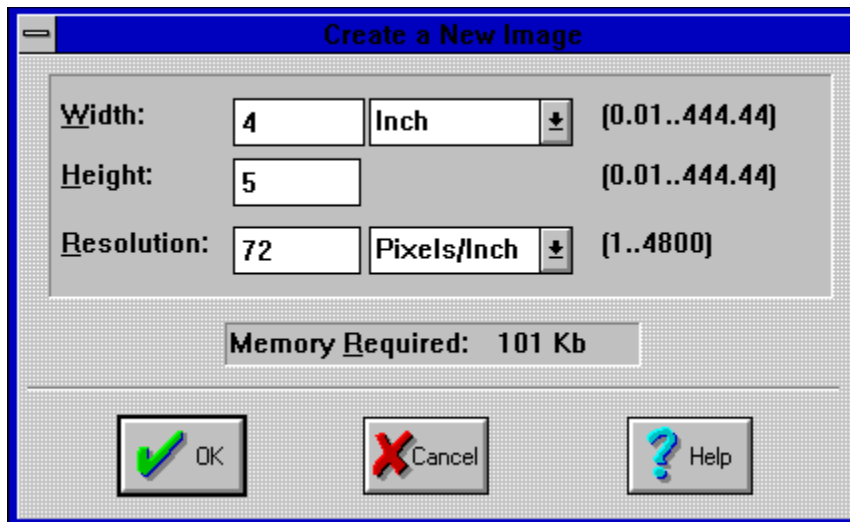 Create a New Image
Width: 4 Inch (0.01..444.44)
Height: 5 (0.01..444.44)
Resolution: 72 Pixels/Inch (1..4800)
Memory Required: 101 Kb
OK Cancel Help